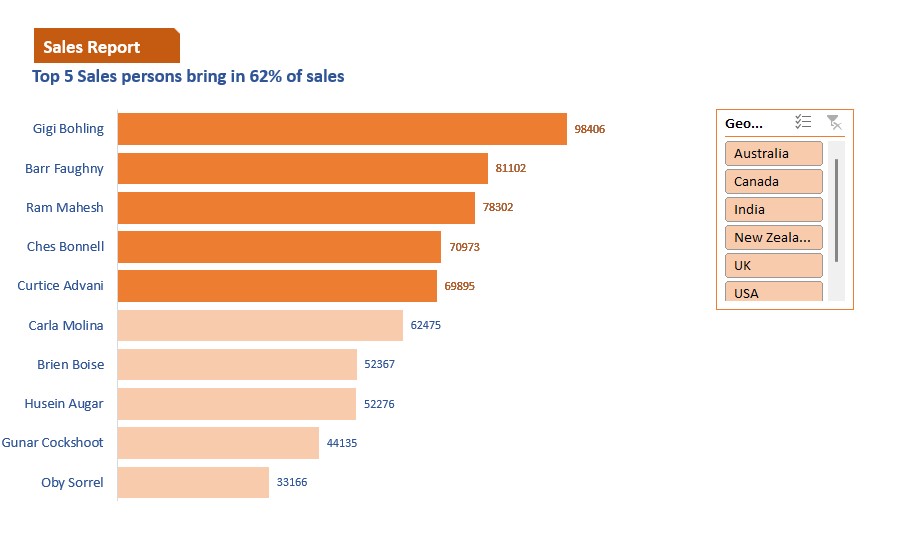 Sales Report
Top 5 Sales persons bring in 62% of sales
Gigi Bohling 98406
Barr Faughny 81102
Ram Mahesh 78302
Ches Bonnell 70973
Curtice Advani 69895
Carla Molina 62475
Brien Boise 52367
Husein Augar 52276
Gunar Cockshoot 44135
Oby Sorrel 33166
Geo...
Australia
Canada
India
New Zeala...
UK
USA